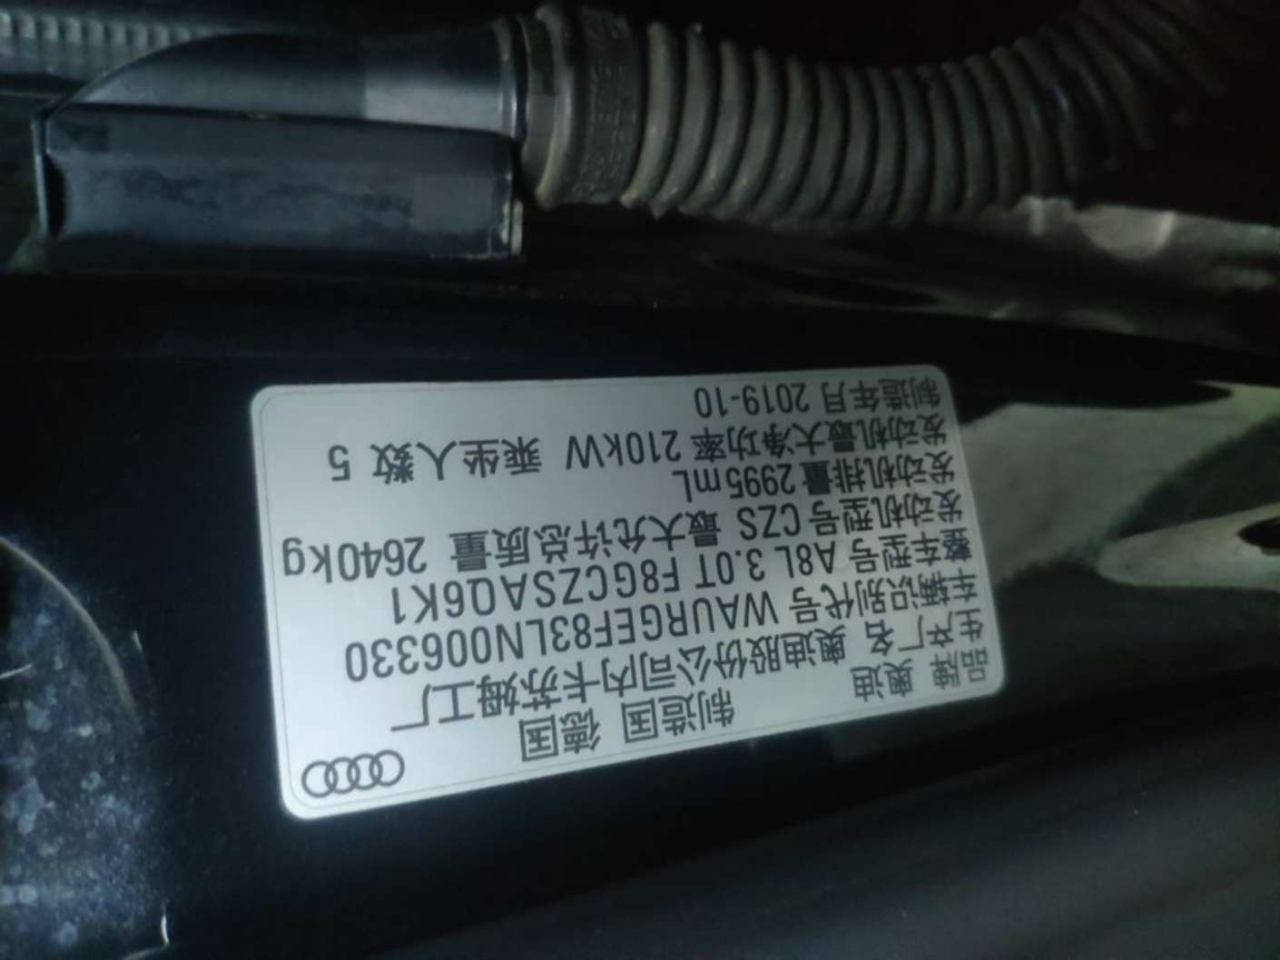 品牌 奥迪 制造国 德国
生产厂名 奥迪股份公司内卡苏姆工厂
车辆识别代号 WAURGEF83LN006330
整车型号 A8L 3.0T F8GCZSAQ6K1
发动机型号 CZS 最大允许总质量 2640kg
发动机排量 2995mL
发动机最大净功率 210kW 乘坐人数 5
制造年月 2019-10